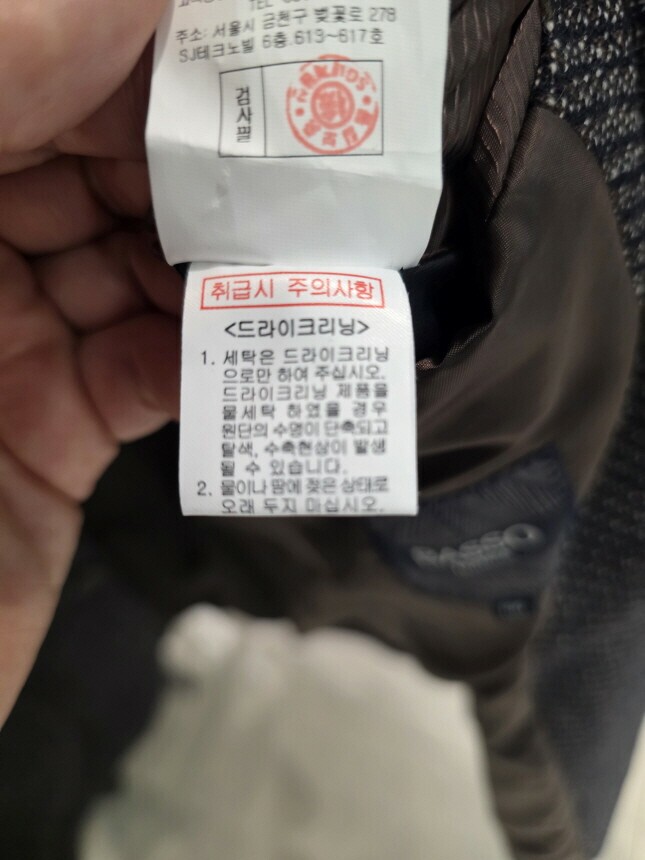 TEL
주소: 서울시 금천구 벚꽃로 278
SJ테크노빌 6층.613~617호
검사필
취급시 주의사항
<드라이크리닝>
1. 세탁은 드라이크리닝
으로만 하여 주십시오.
드라이크리닝 제품을
물세탁 하였을 경우
원단의 수명이 단축되고
탈색, 수축현상이 발생
될 수 있습니다.
2. 물이나 땀에 젖은 상태로
오래 두지 마십시오.
BASSO